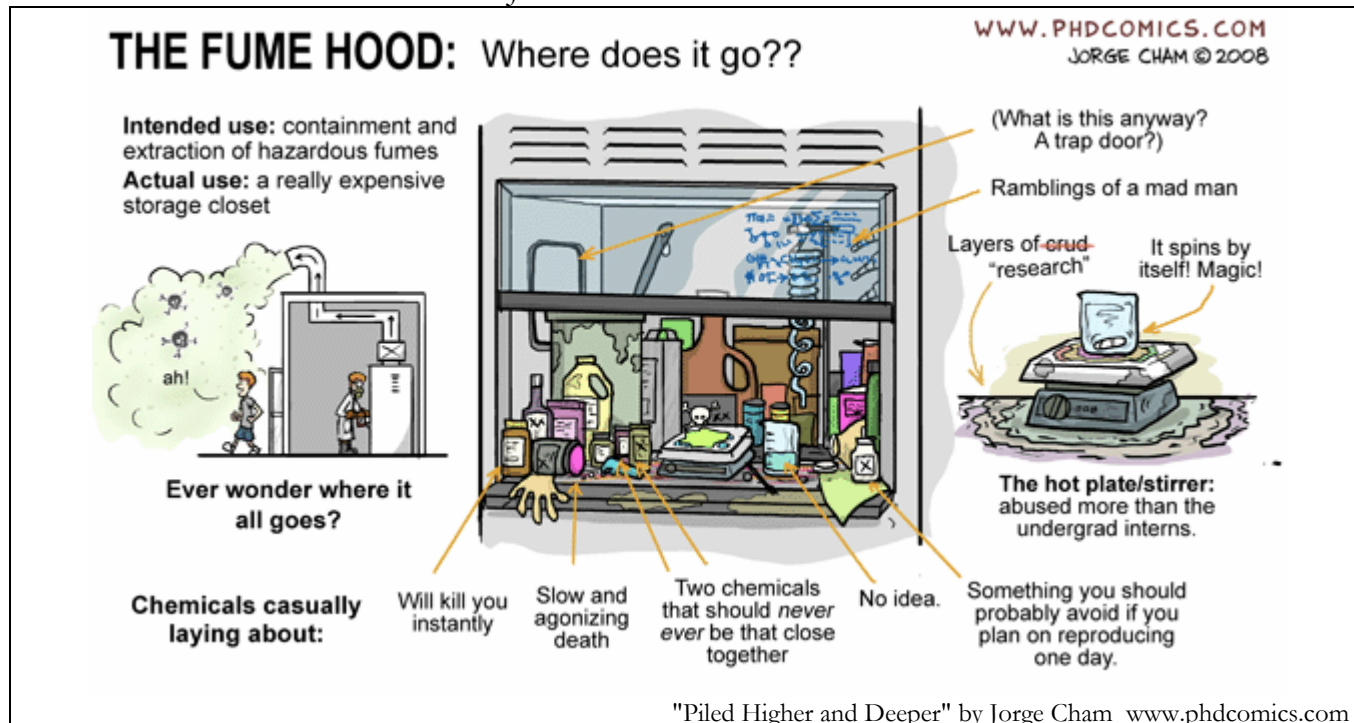 THE FUME HOOD: Where does it go??
WWW.PHDCOMICS.COM
JORGE CHAM © 2008
Intended use: containment and
extraction of hazardous fumes
Actual use: a really expensive
storage closet
(What is this anyway?
A trap door?)
Ramblings of a mad man
Layers of crud
"research"
It spins by
itself! Magic!
ah!
Ever wonder where it
all goes?
The hot plate/stirrer:
abused more than the
undergrad interns.
Chemicals casually
laying about:
Will kill you
instantly
Slow and
agonizing
death
Two chemicals
that should never
ever be that close
together
No idea.
Something you should
probably avoid if you
plan on reproducing
one day.
"Piled Higher and Deeper" by Jorge Cham www.phdcomics.com